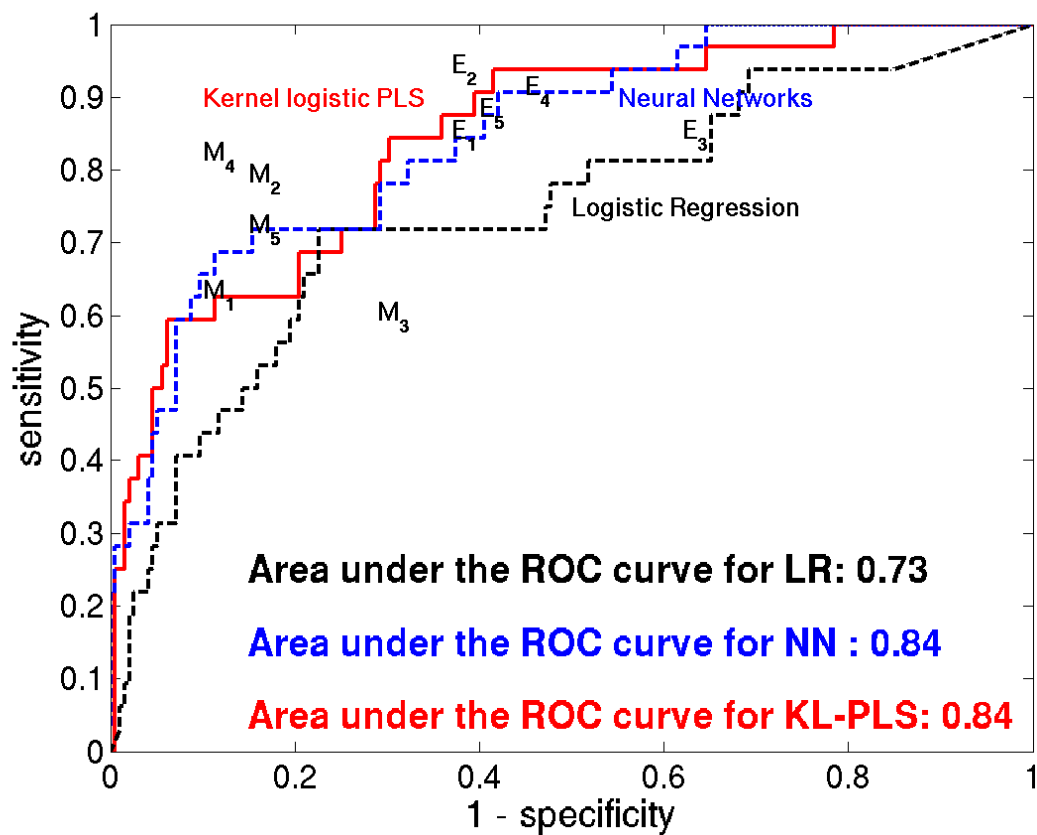 1
0.9
0.8
0.7
0.6
0.5
0.4
0.3
0.2
0.1
0
sensitivity
Kernel logistic PLS
Neural Networks
Logistic Regression
E2
E4
E5
E1
E3
M4
M2
M5
M1
M3
Area under the ROC curve for LR: 0.73
Area under the ROC curve for NN : 0.84
Area under the ROC curve for KL-PLS: 0.84
0 0.2 0.4 0.6 0.8 1
1 - specificity